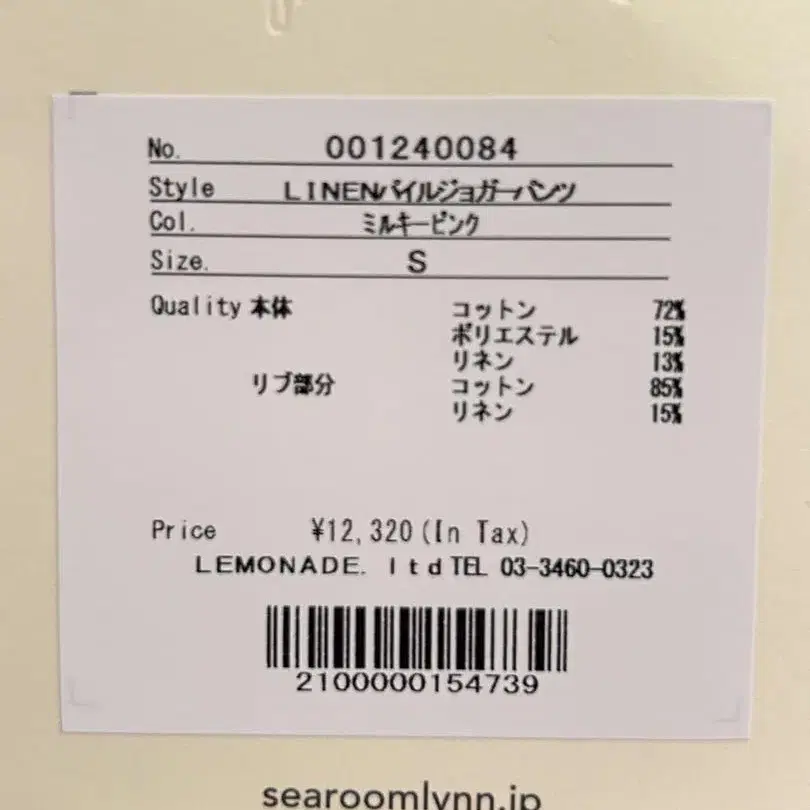 No. 001240084
Style LINENパイルジョガーパンツ
Col. ミルキーピンク
Size. S
Quality 本体 コットン 72%
ポリエステル 15%
リネン 13%
リブ部分 コットン 85%
リネン 15%
Price ¥12,320(In Tax)
LEMONADE. ltd TEL 03-3460-0323
2100000154739
searoomlynn.jp